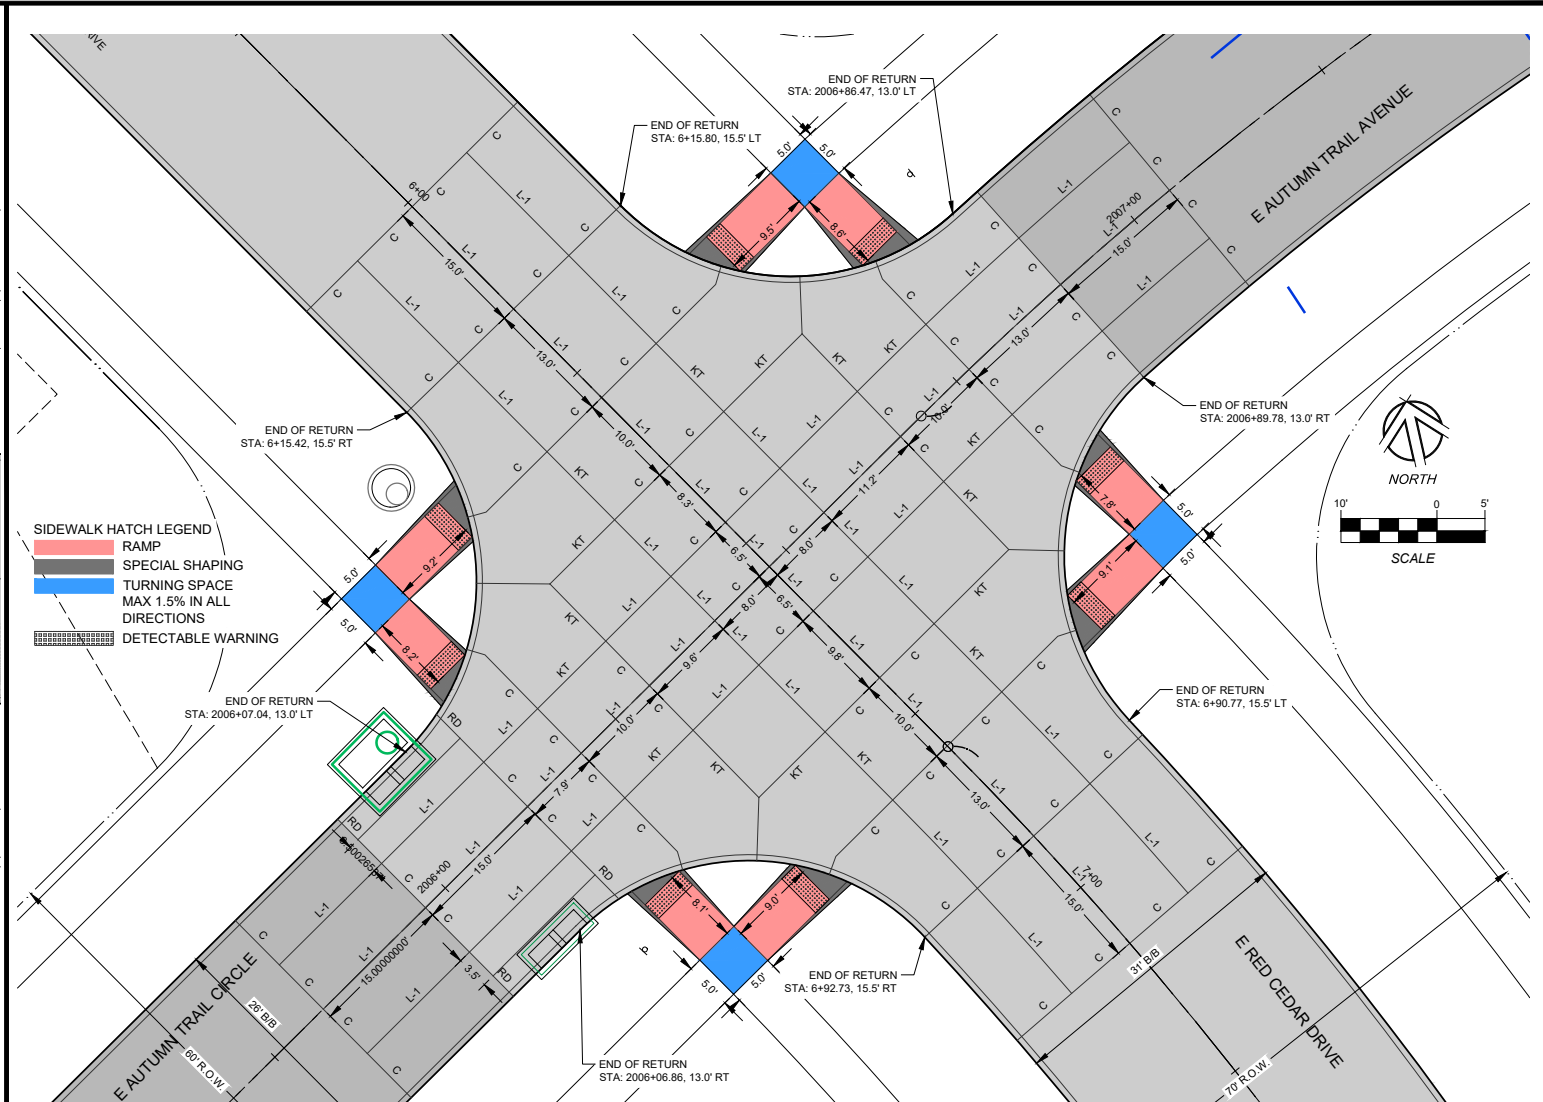 IVE
END OF RETURN
STA: 2006+86.47, 13.0' LT
END OF RETURN
STA: 6+15.80, 15.5' LT
5.0'
5.0'
9.5'
8.6'
E AUTUMN TRAIL AVENUE
6+00
2007+00
15.0'
13.0'
10.0'
8.3'
6.5'
15.0'
13.0'
10.0'
11.2'
8.0'
END OF RETURN
STA: 6+15.42, 15.5' RT
END OF RETURN
STA: 2006+89.78, 13.0' RT
NORTH
10'
0
5'
SCALE
SIDEWALK HATCH LEGEND
RAMP
SPECIAL SHAPING
TURNING SPACE
MAX 1.5% IN ALL
DIRECTIONS
DETECTABLE WARNING
5.0'
5.0'
9.2'
8.2'
7.8'
9.1'
5.0'
5.0'
C
L-1
KT
RD
8.0'
9.6'
10.0'
7.9'
15.0'
6.5'
9.8'
10.0'
13.0'
15.0'
END OF RETURN
STA: 2006+07.04, 13.0' LT
END OF RETURN
STA: 6+90.77, 15.5' LT
2006+00
7+00
15.00000000'
3.5'
8.1'
9.0'
5.0'
5.0'
END OF RETURN
STA: 6+92.73, 15.5' RT
31' B/B
E RED CEDAR DRIVE
70' R.O.W.
E AUTUMN TRAIL CIRCLE
26' B/B
60' R.O.W.
END OF RETURN
STA: 2006+06.86, 13.0' RT